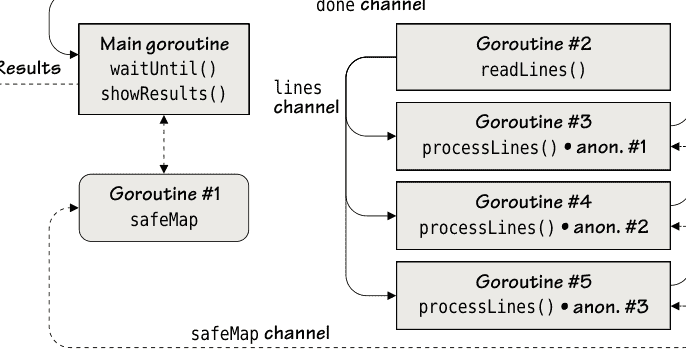 done channel
Main goroutine
waitUntil()
showResults()
Results
Goroutine #2
readLines()
lines
channel
Goroutine #3
processLines() • anon. #1
Goroutine #1
safeMap
Goroutine #4
processLines() • anon. #2
Goroutine #5
processLines() • anon. #3
safeMap channel